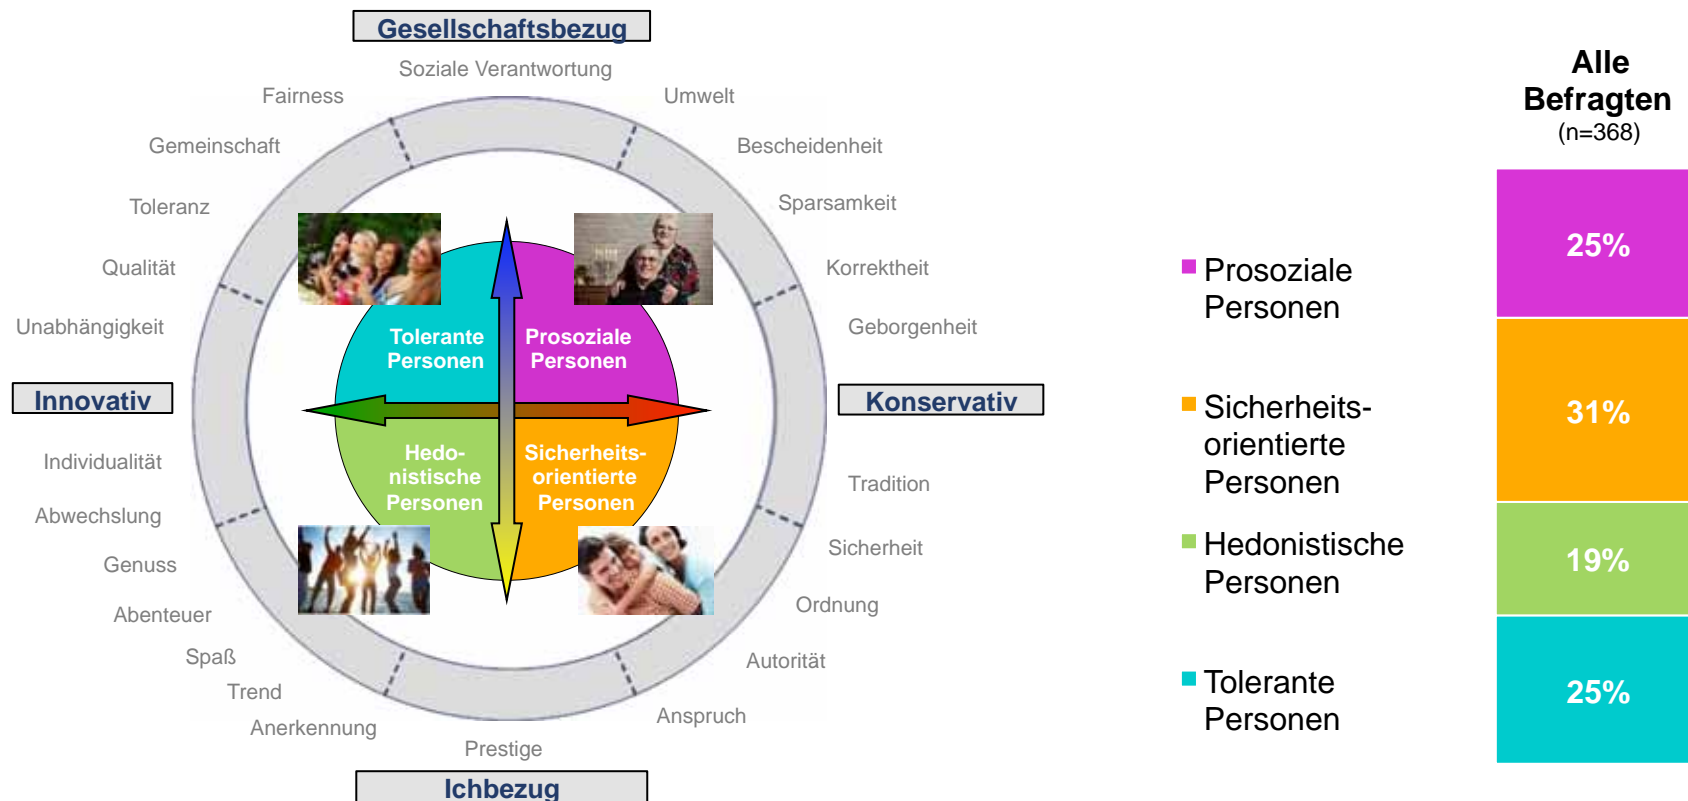 Gesellschaftsbezug
Soziale Verantwortung
Fairness
Umwelt
Gemeinschaft
Bescheidenheit
Toleranz
Sparsamkeit
Qualität
Korrektheit
Unabhängigkeit
Geborgenheit
Innovativ
Konservativ
Individualität
Tradition
Abwechslung
Sicherheit
Genuss
Ordnung
Abenteuer
Autorität
Spaß
Trend
Anspruch
Anerkennung
Prestige
Ichbezug
Tolerante
Personen
Prosoziale
Personen
Hedo-
nistische
Personen
Sicherheits-
orientierte
Personen
Alle
Befragten
(n=368)
Prosoziale
Personen
25%
Sicherheits-
orientierte
Personen
31%
Hedonistische
Personen
19%
Tolerante
Personen
25%